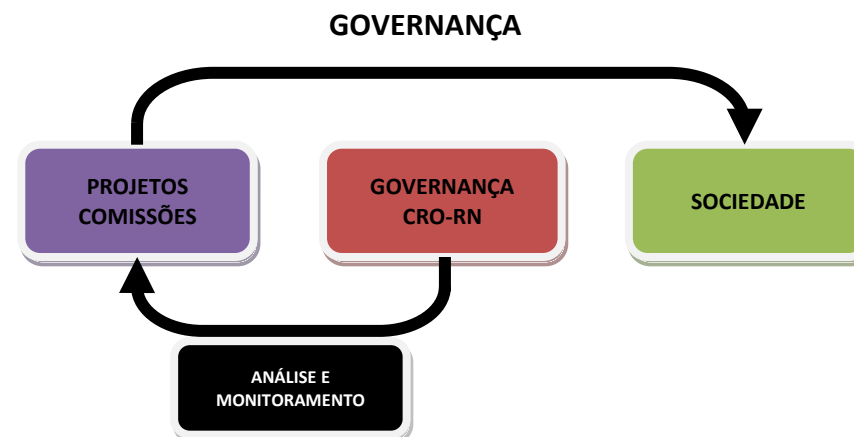 GOVERNANÇA
PROJETOS
COMISSÕES
GOVERNANÇA
CRO-RN
SOCIEDADE
ANÁLISE E
MONITORAMENTO